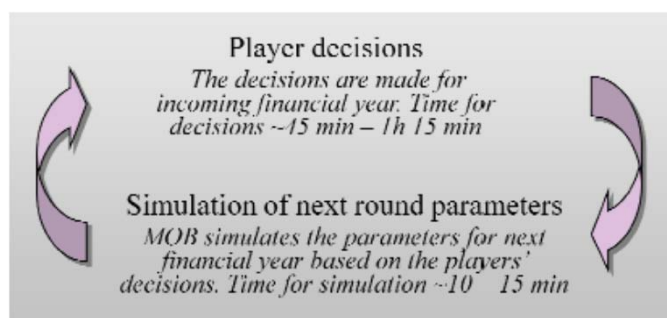 Player decisions
The decisions are made for
incoming financial year. Time for
decisions ~45 min – 1h 15 min
Simulation of next round parameters
MOB simulates the parameters for next
financial year based on the players'
decisions. Time for simulation ~10 15 min